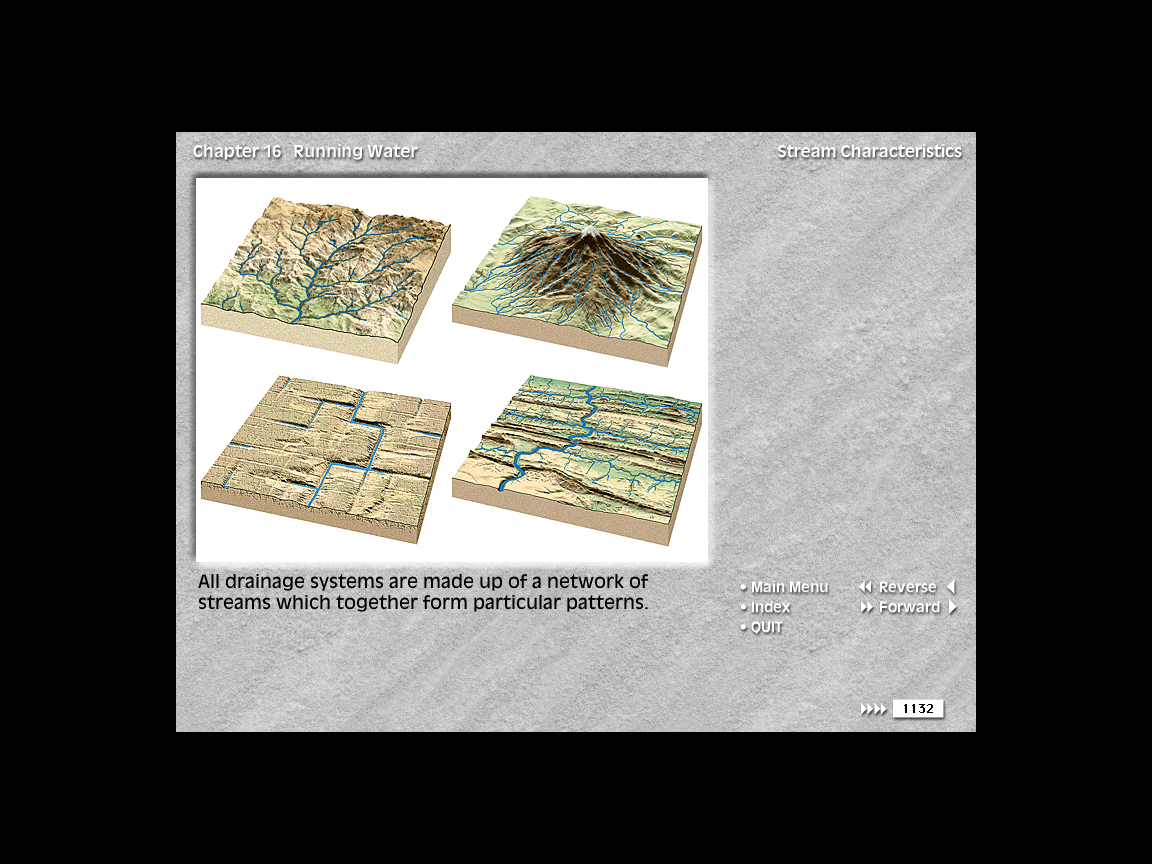 Chapter 16 Running Water
Stream Characteristics
All drainage systems are made up of a network of
streams which together form particular patterns.
• Main Menu
• Index
• QUIT
Reverse
Forward
1132